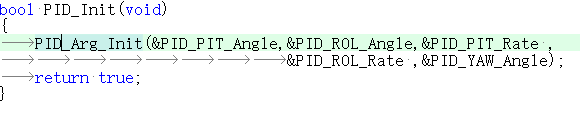 bool PID_Init(void)
{
PID_Arg_Init(&PID_PIT_Angle,&PID_ROL_Angle,&PID_PIT_Rate ,
&PID_ROL_Rate ,&PID_YAW_Angle);
return true;
}